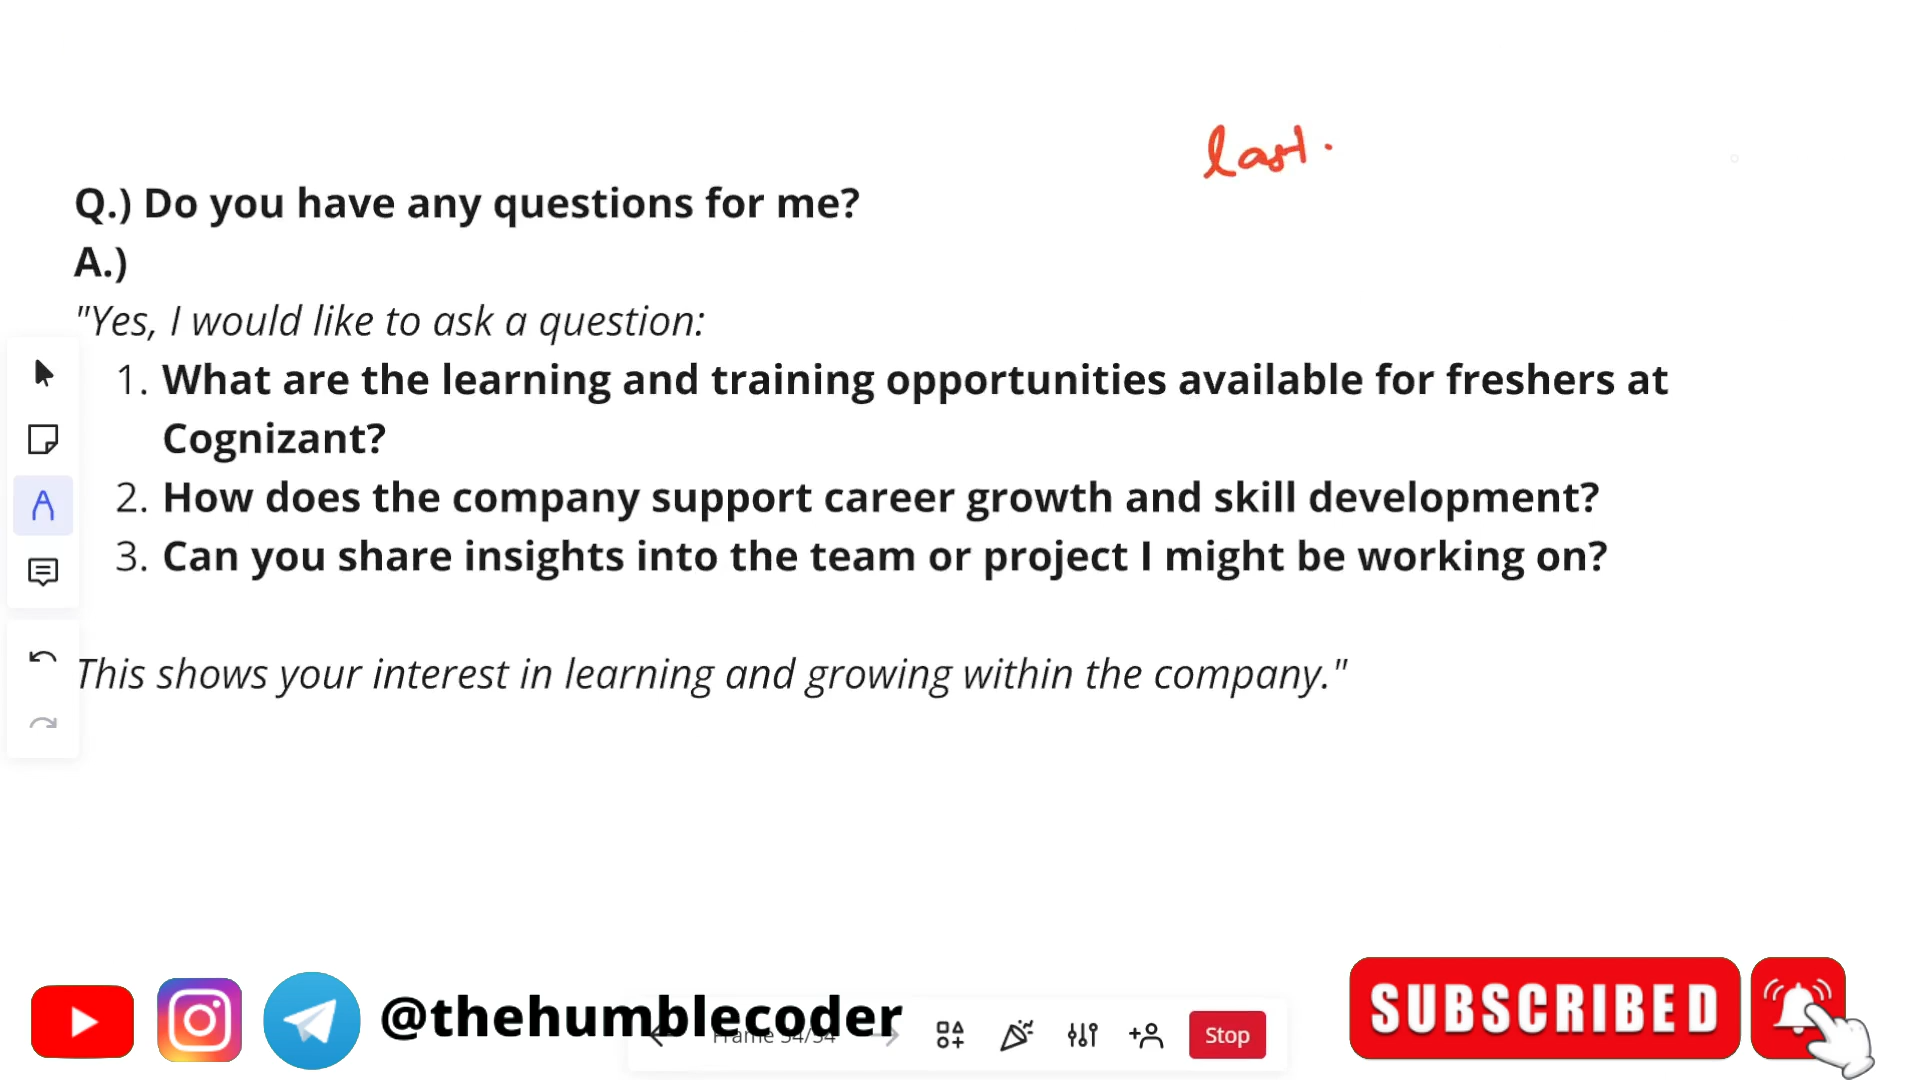 last.
Q.) Do you have any questions for me?
A.)
"Yes, I would like to ask a question:
1. What are the learning and training opportunities available for freshers at
Cognizant?
2. How does the company support career growth and skill development?
3. Can you share insights into the team or project I might be working on?
This shows your interest in learning and growing within the company."
@thehumblecoder
Frame 54/54
Stop
SUBSCRIBED